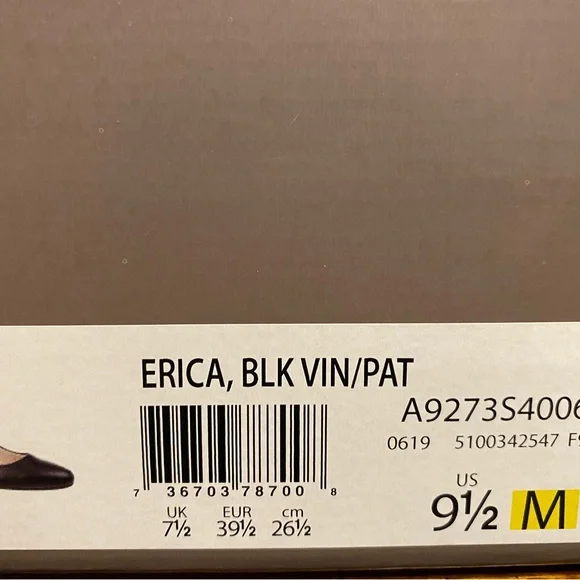 ERICA, BLK VIN/PAT
A9273S4006
0619 5100342547 F9
7 36703 78700 8
UK EUR cm
7½ 39½ 26½
US
9½ M